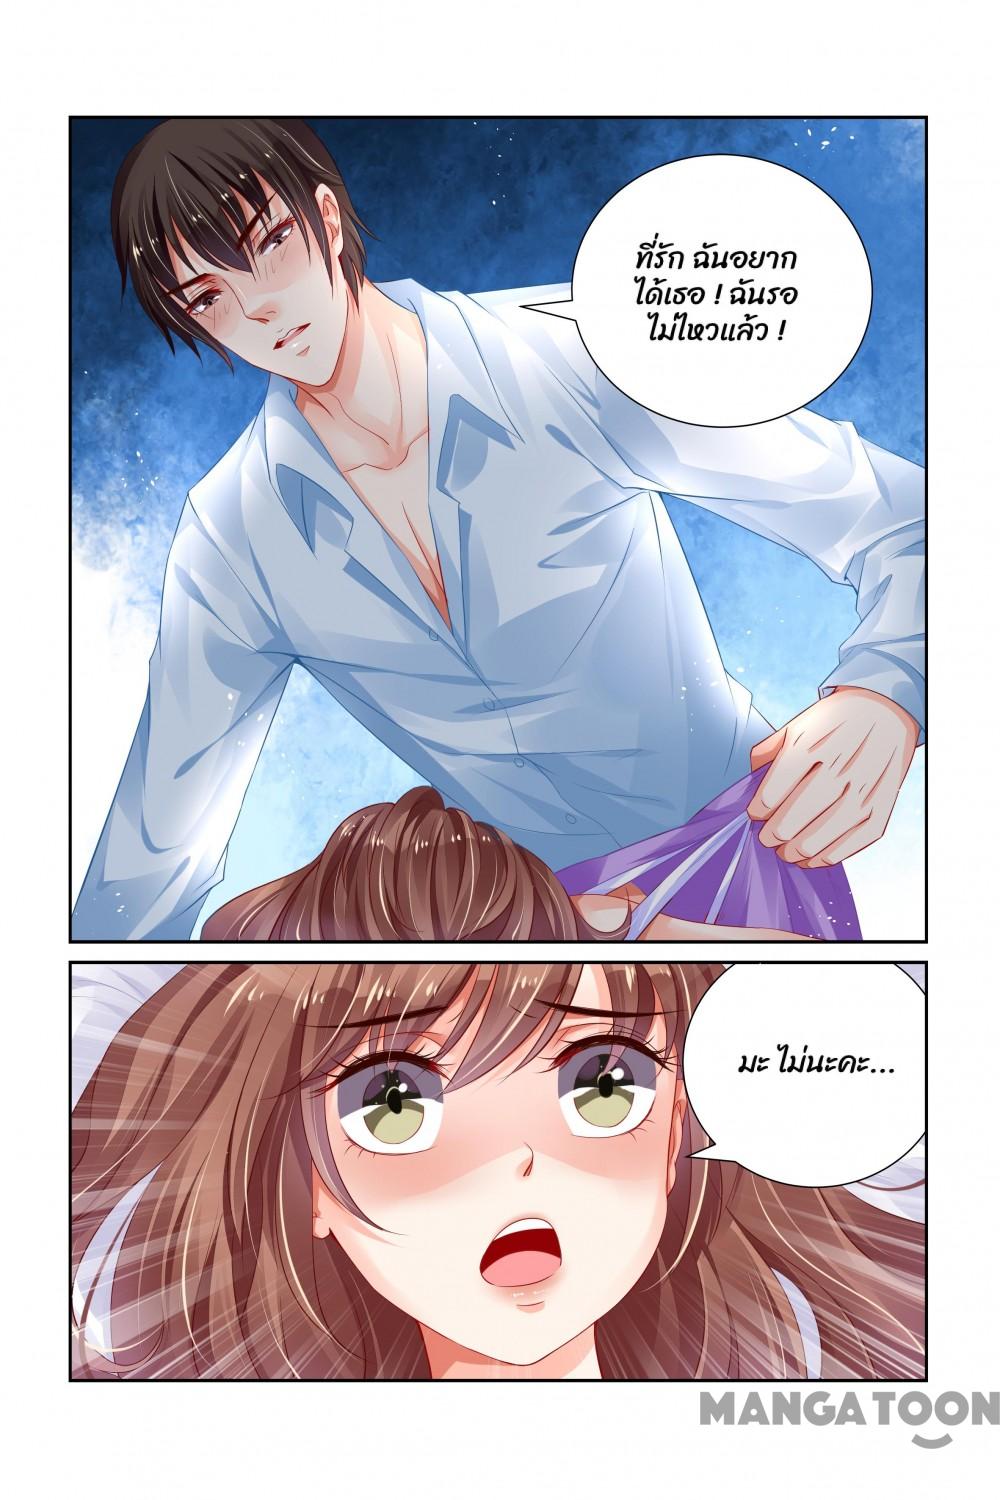 ที่รัก ฉันอยาก
ได้เธอ ! ฉันรอ
ไม่ไหวแล้ว !
มะ ไม่นะคะ...
MANGATOON